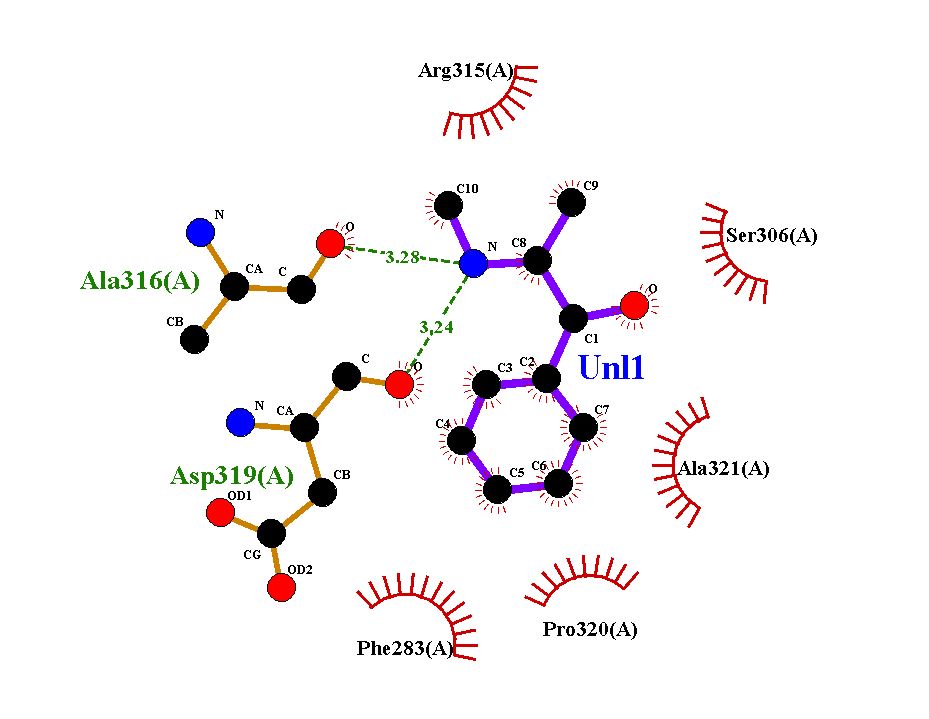 Arg315(A)
C10
C9
N
O
N
C8
Ser306(A)
3.28
Ala316(A)
CA
C
O
CB
3.24
C1
C
O
C3
C2
Unl1
N
CA
C4
C7
Asp319(A)
CB
C5
C6
Ala321(A)
OD1
CG
OD2
Pro320(A)
Phe283(A)